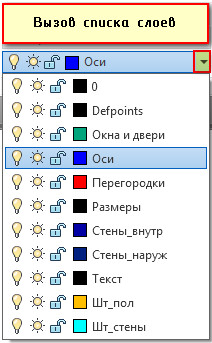 Вызов списка слоев
Оси
0
Defpoints
Окна и двери
Оси
Перегородки
Размеры
Стены_внутр
Стены_наруж
Текст
Шт_пол
Шт_стены